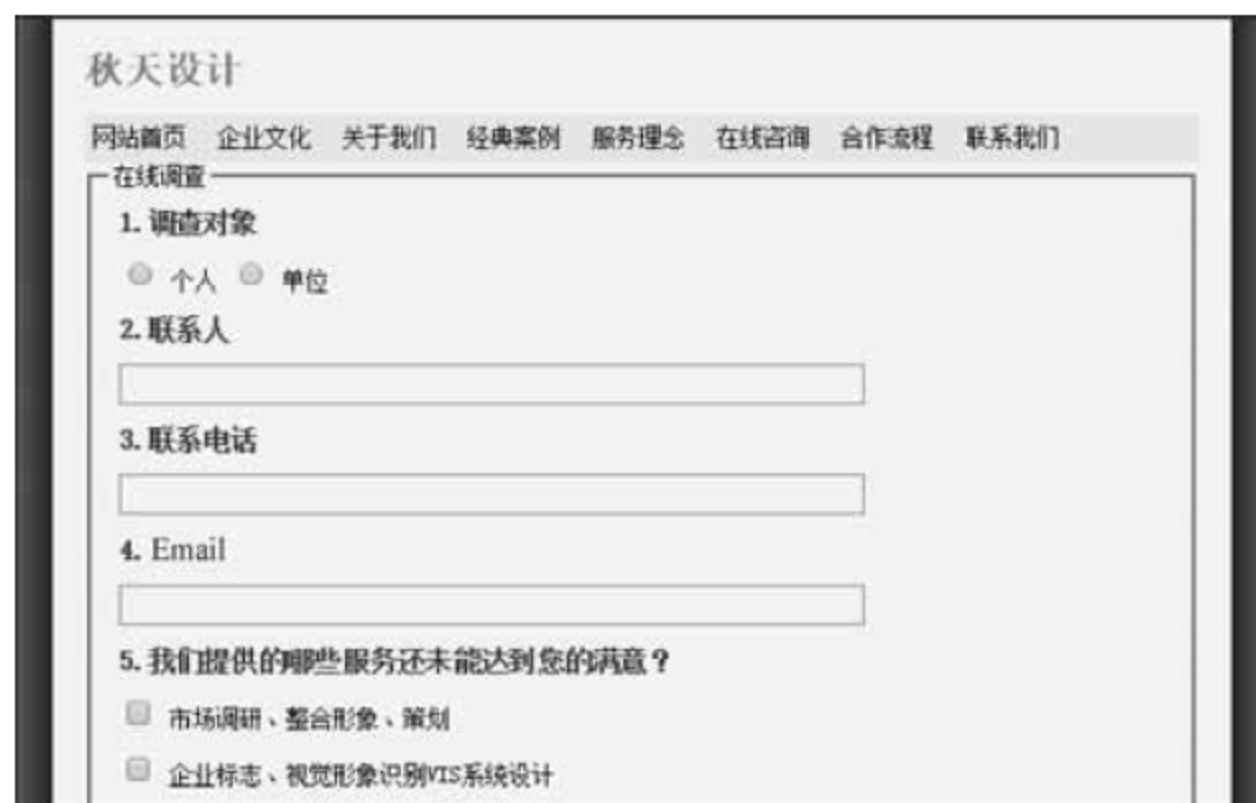 秋天设计
网站首页 企业文化 关于我们 经典案例 服务理念 在线咨询 合作流程 联系我们
在线调查
1. 调查对象
个人 单位
2. 联系人
3. 联系电话
4. Email
5. 我们提供的哪些服务还未能达到您的满意？
市场调研、整合形象、策划
企业标志、视觉形象识别VIS系统设计